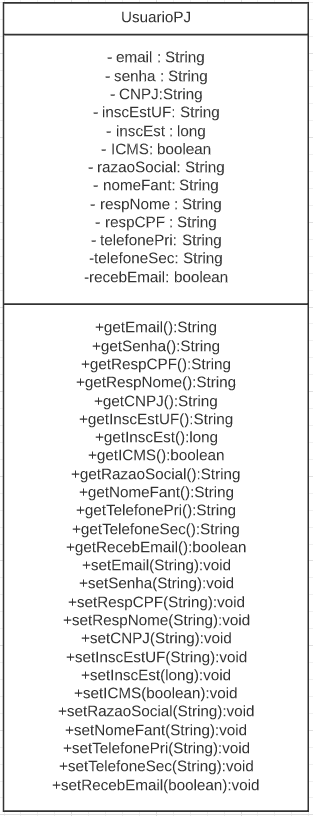 UsuarioPJ
- email : String
- senha : String
- CNPJ:String
- inscEstUF: String
- inscEst : long
- ICMS: boolean
- razaoSocial: String
- nomeFant: String
- respNome : String
- respCPF : String
- telefonePri: String
-telefoneSec: String
-recebEmail: boolean
+getEmail():String
+getSenha():String
+getRespCPF():String
+getRespNome():String
+getCNPJ():String
+getInscEstUF():String
+getInscEst():long
+getICMS():boolean
+getRazaoSocial():String
+getNomeFant():String
+getTelefonePri():String
+getTelefoneSec():String
+getRecebEmail():boolean
+setEmail(String):void
+setSenha(String):void
+setRespCPF(String):void
+setRespNome(String):void
+setCNPJ(String):void
+setInscEstUF(String):void
+setInscEst(long):void
+setICMS(boolean):void
+setRazaoSocial(String):void
+setNomeFant(String):void
+setTelefonePri(String):void
+setTelefoneSec(String):void
+setRecebEmail(boolean):void